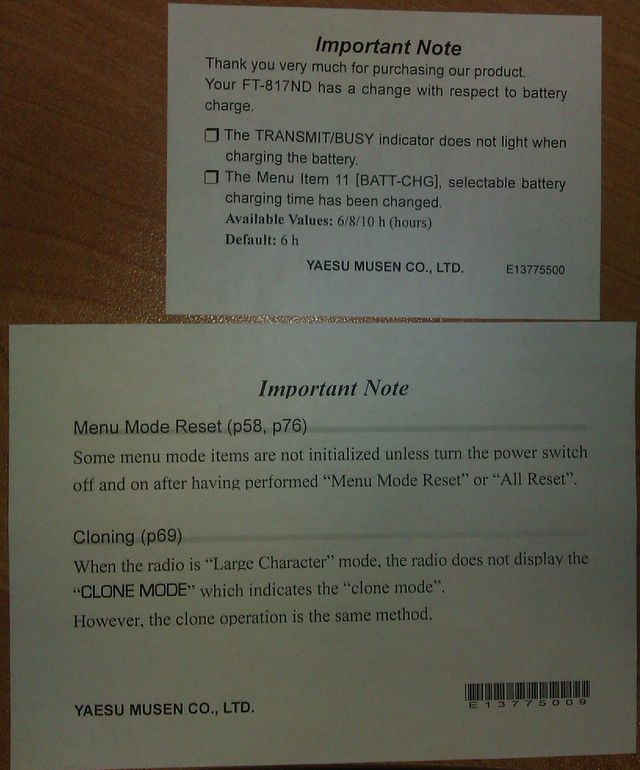 Important Note
Thank you very much for purchasing our product.
Your FT-817ND has a change with respect to battery
charge.
❒ The TRANSMIT/BUSY indicator does not light when
charging the battery.
❒ The Menu Item 11 [BATT-CHG], selectable battery
charging time has been changed.
Available Values: 6/8/10 h (hours)
Default: 6 h
YAESU MUSEN CO., LTD. E13775500
Important Note
Menu Mode Reset (p58, p76)
Some menu mode items are not initialized unless turn the power switch
off and on after having performed “Menu Mode Reset” or “All Reset”.
Cloning (p69)
When the radio is “Large Character” mode, the radio does not display the
“CLONE MODE” which indicates the “clone mode”.
However, the clone operation is the same method.
YAESU MUSEN CO., LTD.
E13775009